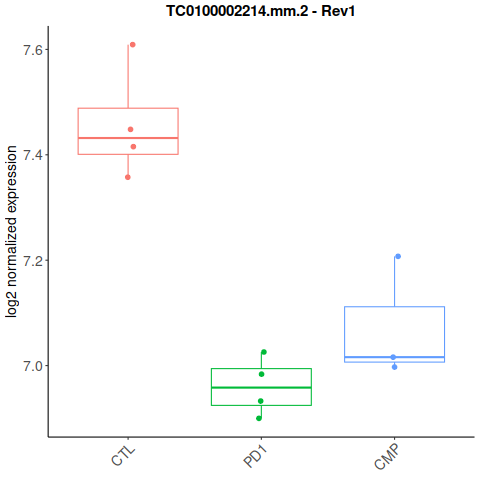 TC0100002214.mm.2 - Rev1
log2 normalized expression
7.6
7.4
7.2
7.0
CTL
PD1
CMP